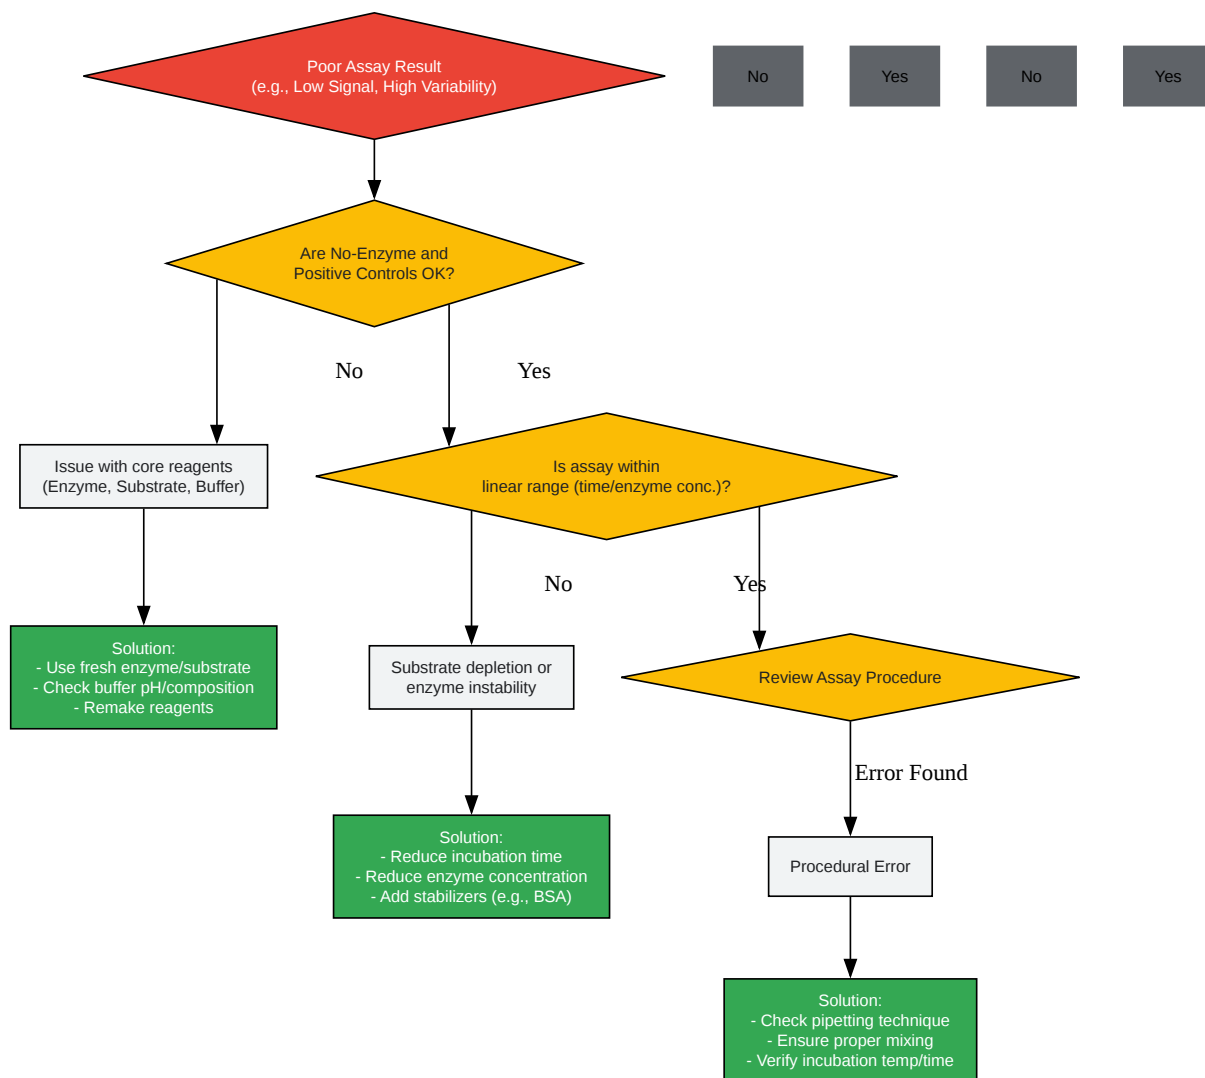 Poor Assay Result
(e.g., Low Signal, High Variability)
No
Yes
No
Yes
Are No-Enzyme and
Positive Controls OK?
No
Yes
Issue with core reagents
(Enzyme, Substrate, Buffer)
Is assay within
linear range (time/enzyme conc.)?
No
Yes
Solution:
- Use fresh enzyme/substrate
- Check buffer pH/composition
- Remake reagents
Substrate depletion or
enzyme instability
Review Assay Procedure
Error Found
Solution:
- Reduce incubation time
- Reduce enzyme concentration
- Add stabilizers (e.g., BSA)
Procedural Error
Solution:
- Check pipetting technique
- Ensure proper mixing
- Verify incubation temp/time